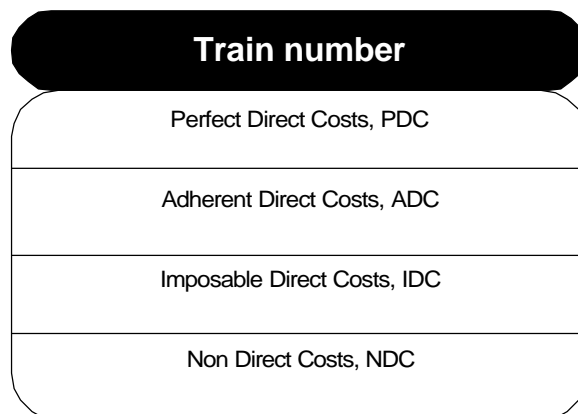 Train number
Perfect Direct Costs, PDC
Adherent Direct Costs, ADC
Imposable Direct Costs, IDC
Non Direct Costs, NDC